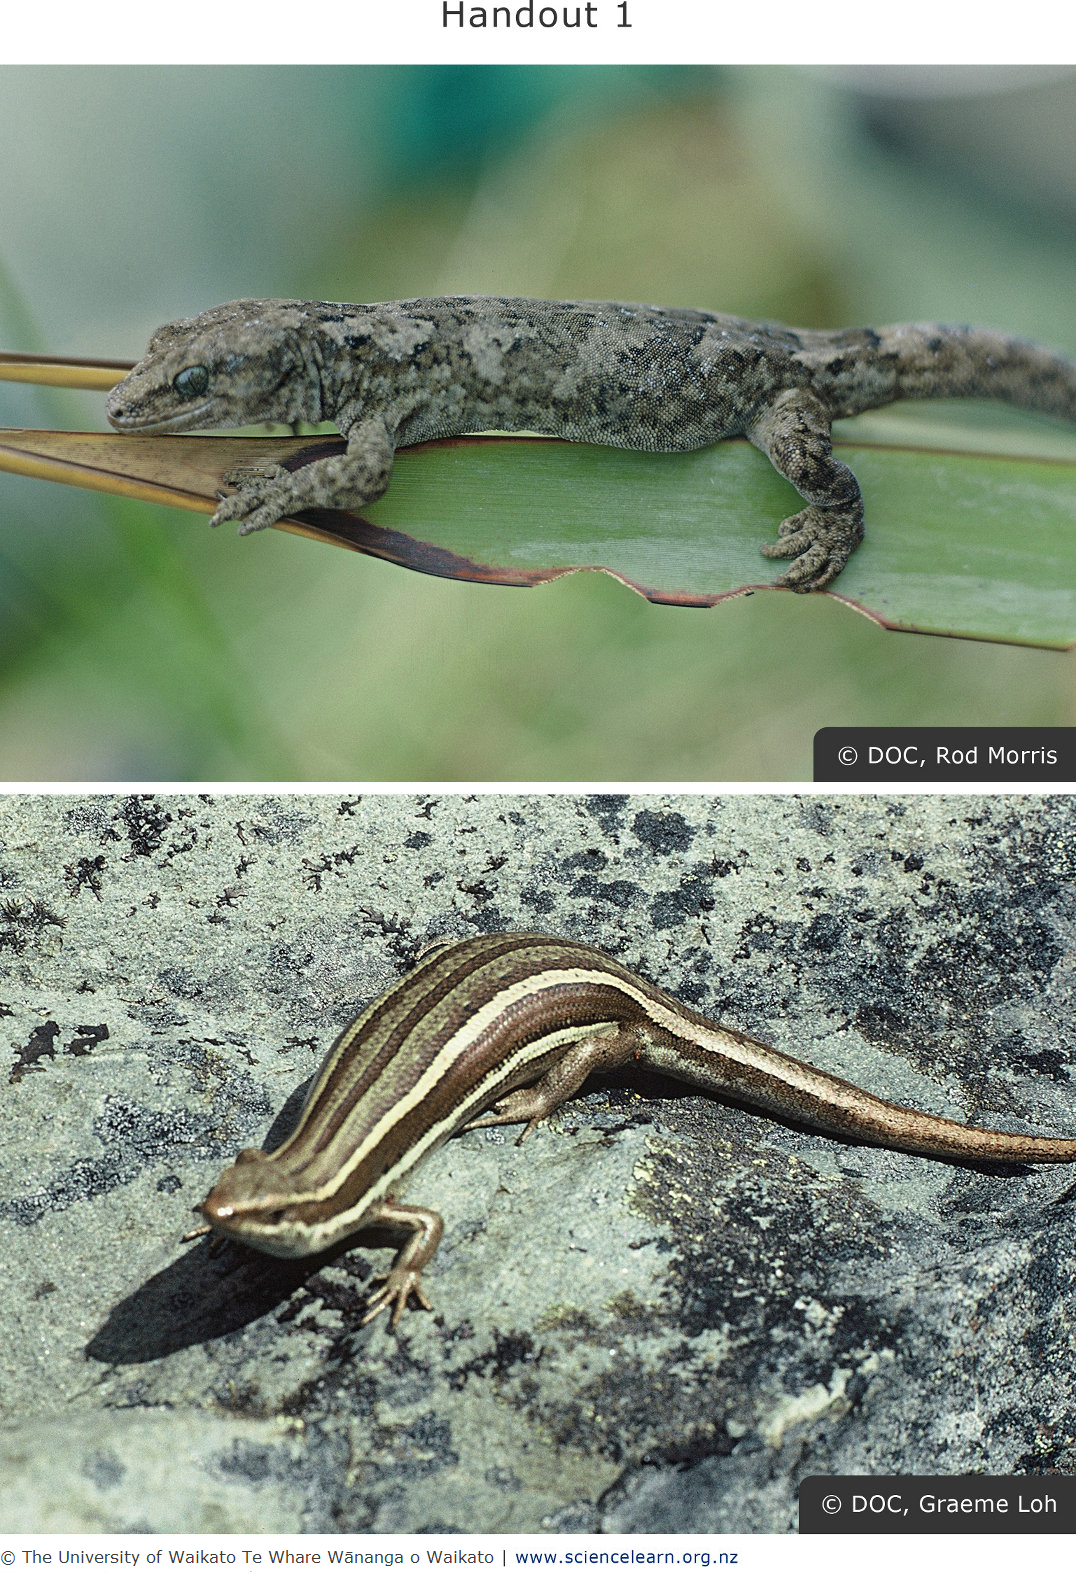 Handout 1
© DOC, Rod Morris
© DOC, Graeme Loh
© The University of Waikato Te Whare Wānanga o Waikato | www.sciencelearn.org.nz